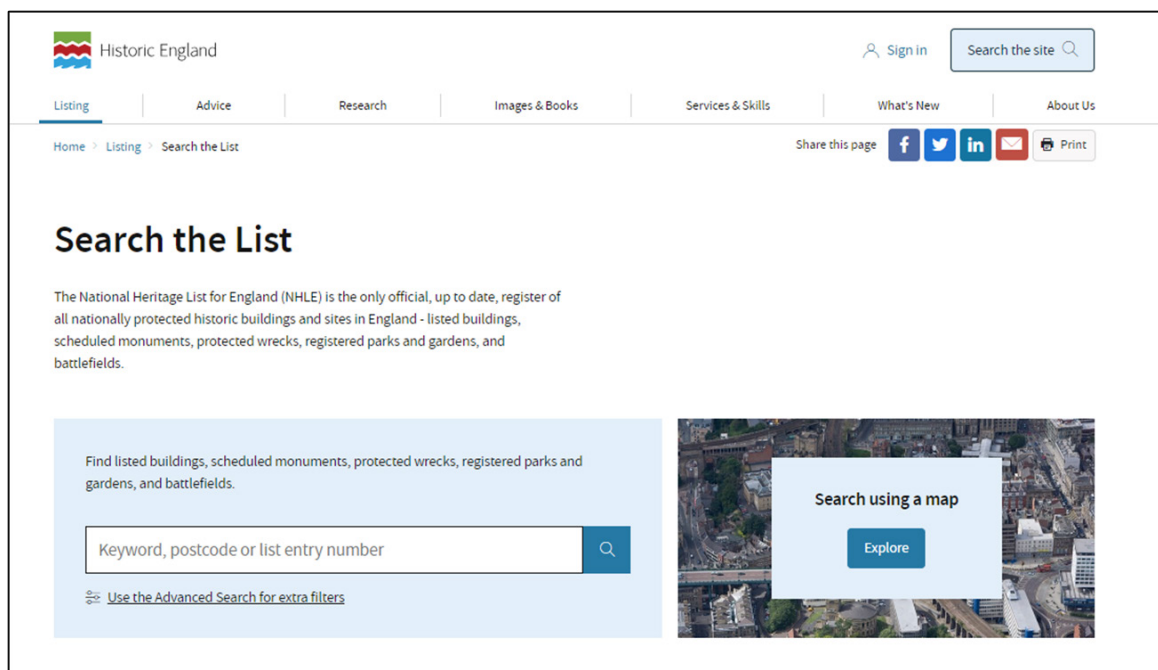 Historic England
Sign in
Search the site
Listing
Advice
Research
Images & Books
Services & Skills
What's New
About Us
Home > Listing > Search the List
Share this page
f
in
Print
Search the List
The National Heritage List for England (NHLE) is the only official, up to date, register of
all nationally protected historic buildings and sites in England - listed buildings,
scheduled monuments, protected wrecks, registered parks and gardens, and
battlefields.
Find listed buildings, scheduled monuments, protected wrecks, registered parks and
gardens, and battlefields.
Keyword, postcode or list entry number
Use the Advanced Search for extra filters
Search using a map
Explore